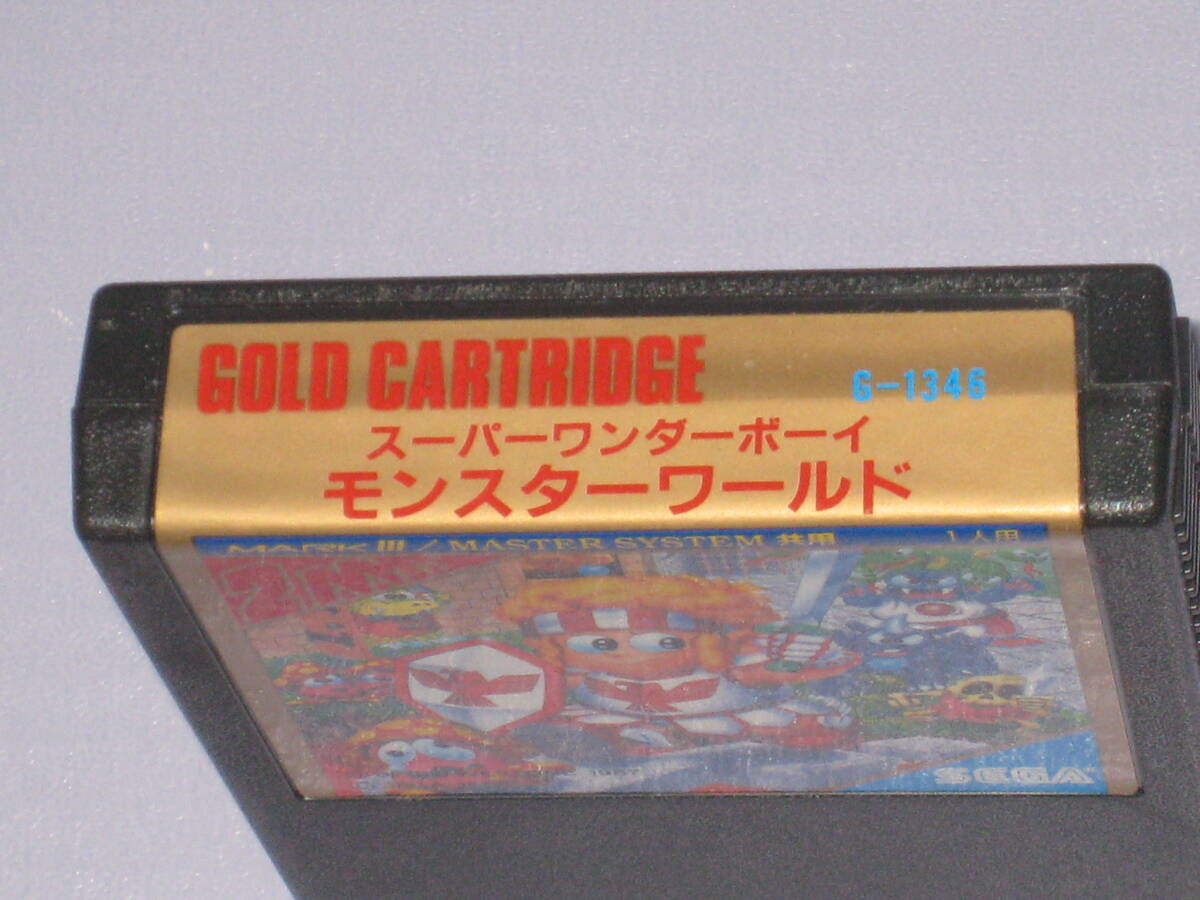 GOLD CARTRIDGE
G-1346
スーパーワンダーボーイ
モンスターワールド
MARK III / MASTER SYSTEM 共用
1人用
1987
SEGA